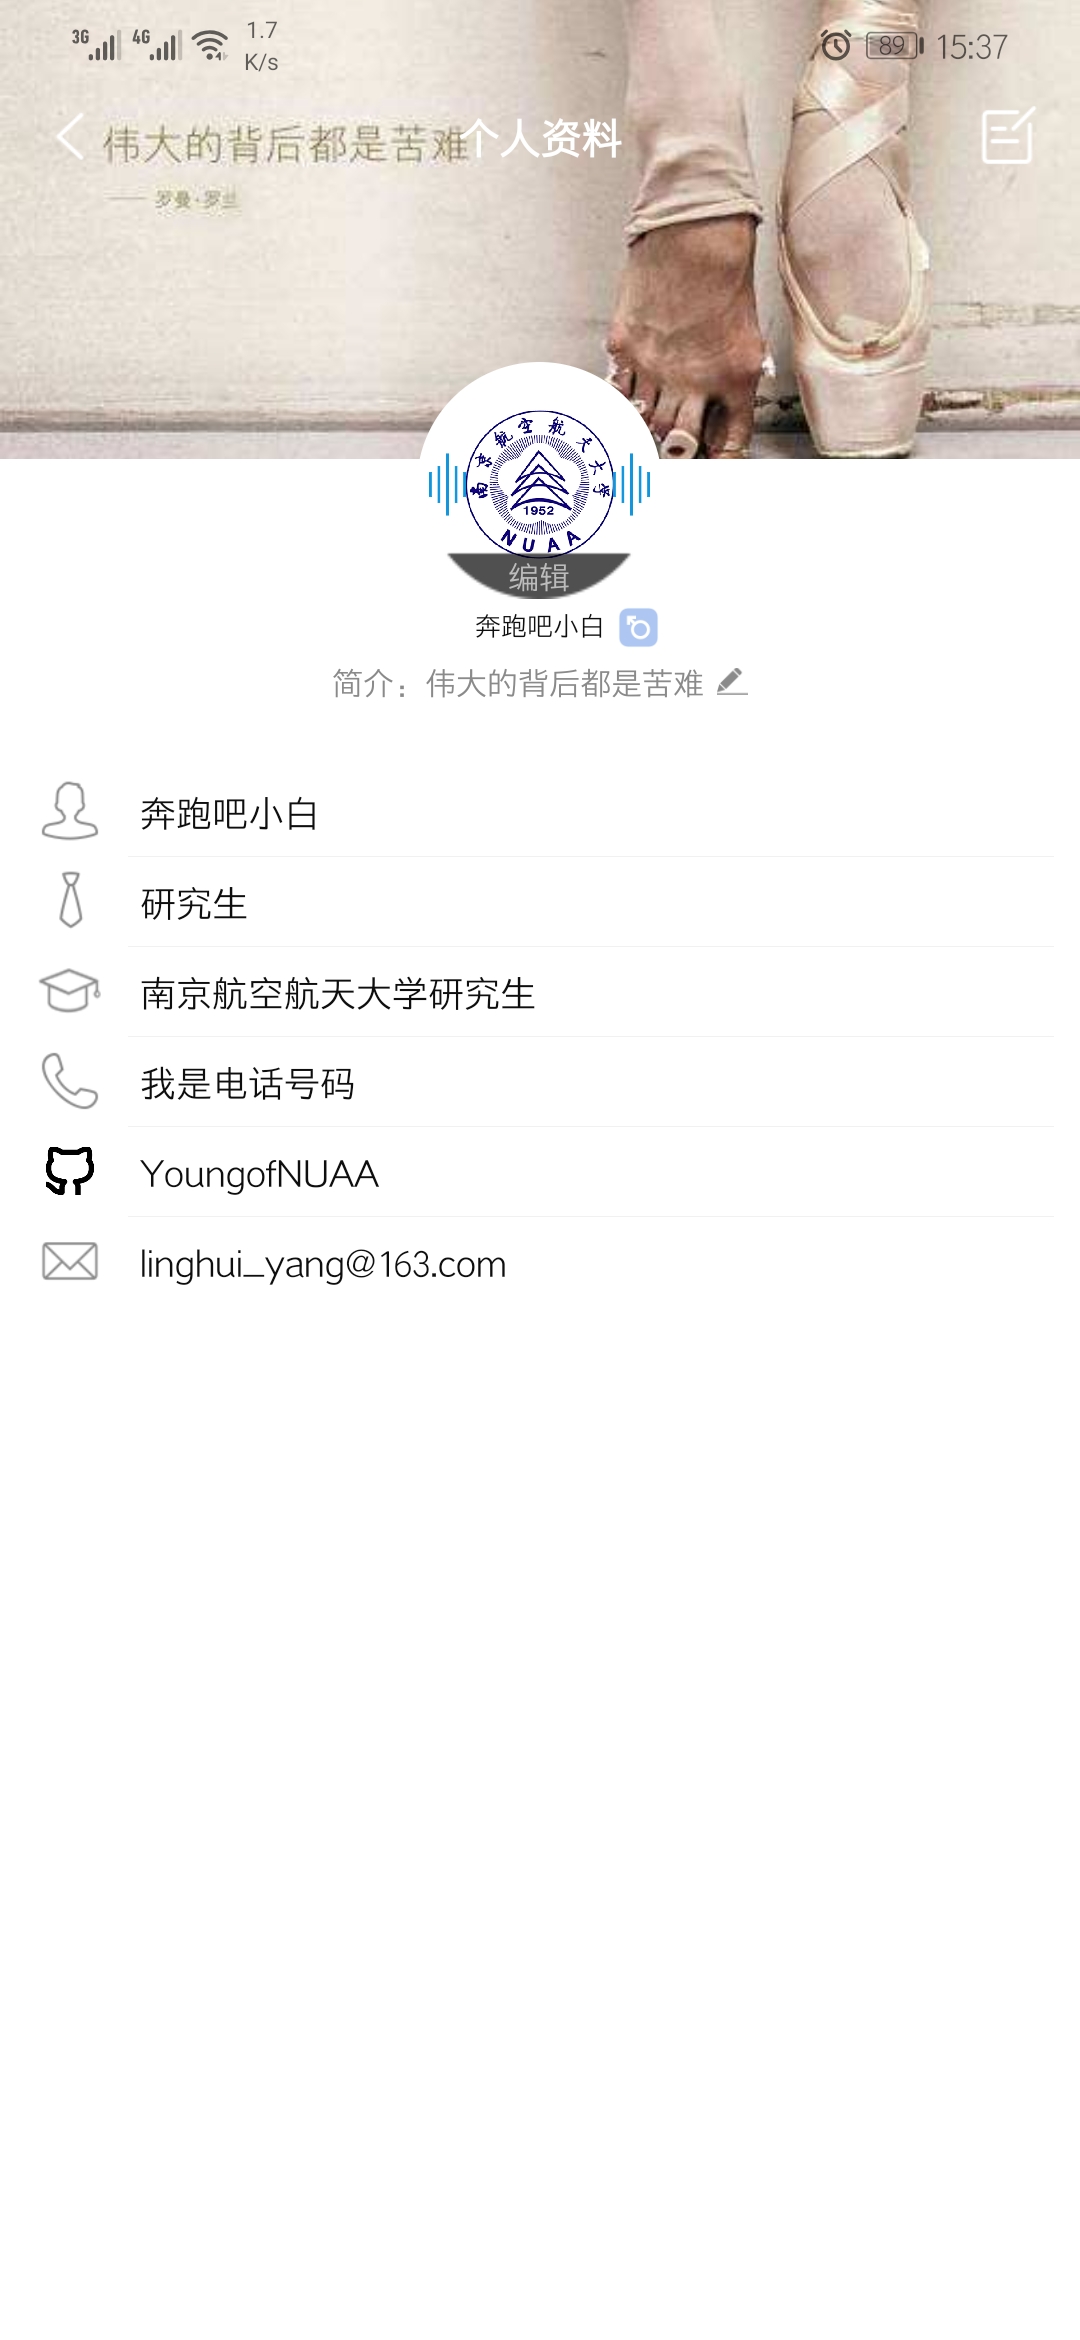 3G 4G 1.7 K/s 89 15:37
伟大的背后都是苦难
个人资料
—— 罗曼·罗兰
南京航空航天大学
1952
NUAA
编辑
奔跑吧小白
简介：伟大的背后都是苦难
奔跑吧小白
研究生
南京航空航天大学研究生
我是电话号码
YoungofNUAA
linghui_yang@163.com